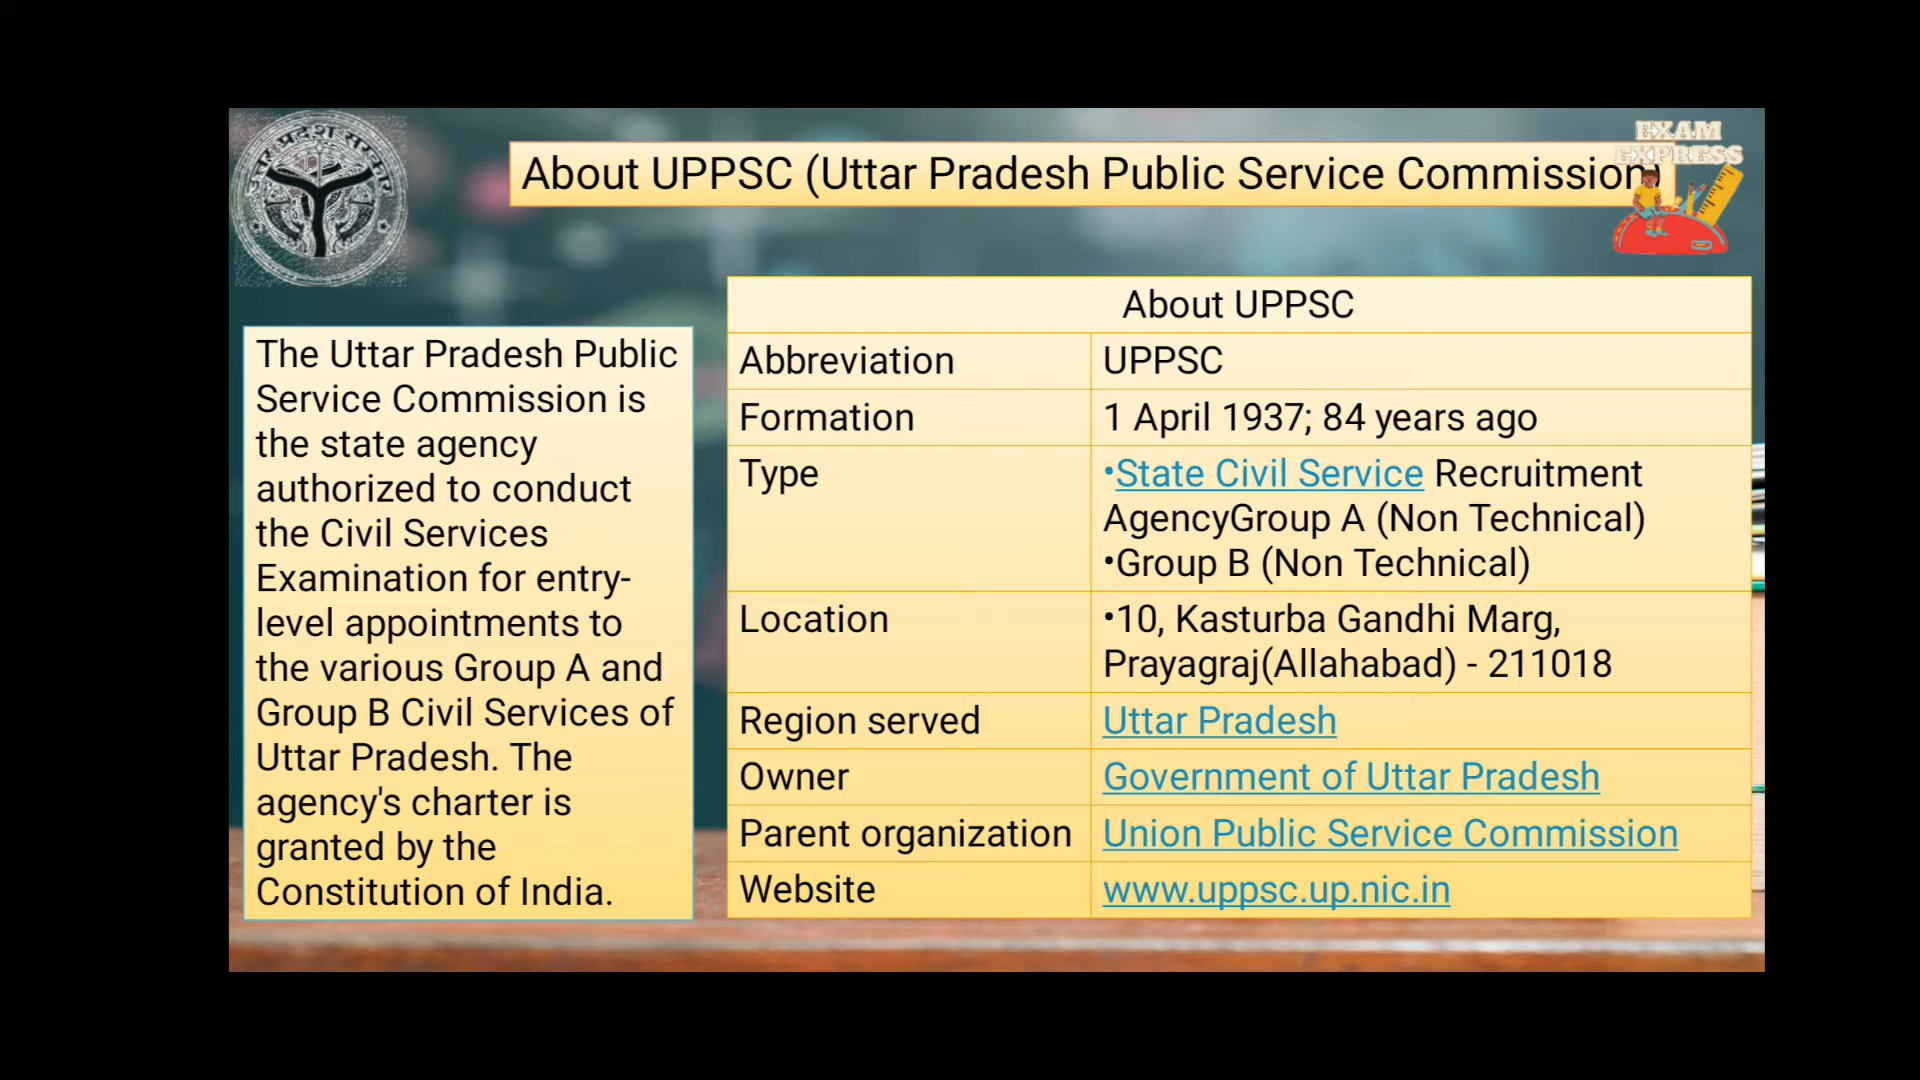 उत्तर प्रदेश सरकार
About UPPSC (Uttar Pradesh Public Service Commission)
EXAM
EXPRESS
The Uttar Pradesh Public
Service Commission is
the state agency
authorized to conduct
the Civil Services
Examination for entry-
level appointments to
the various Group A and
Group B Civil Services of
Uttar Pradesh. The
agency's charter is
granted by the
Constitution of India.
About UPPSC
Abbreviation UPPSC
Formation 1 April 1937; 84 years ago
Type •State Civil Service Recruitment
AgencyGroup A (Non Technical)
•Group B (Non Technical)
Location •10, Kasturba Gandhi Marg,
Prayagraj(Allahabad) - 211018
Region served Uttar Pradesh
Owner Government of Uttar Pradesh
Parent organization Union Public Service Commission
Website www.uppsc.up.nic.in